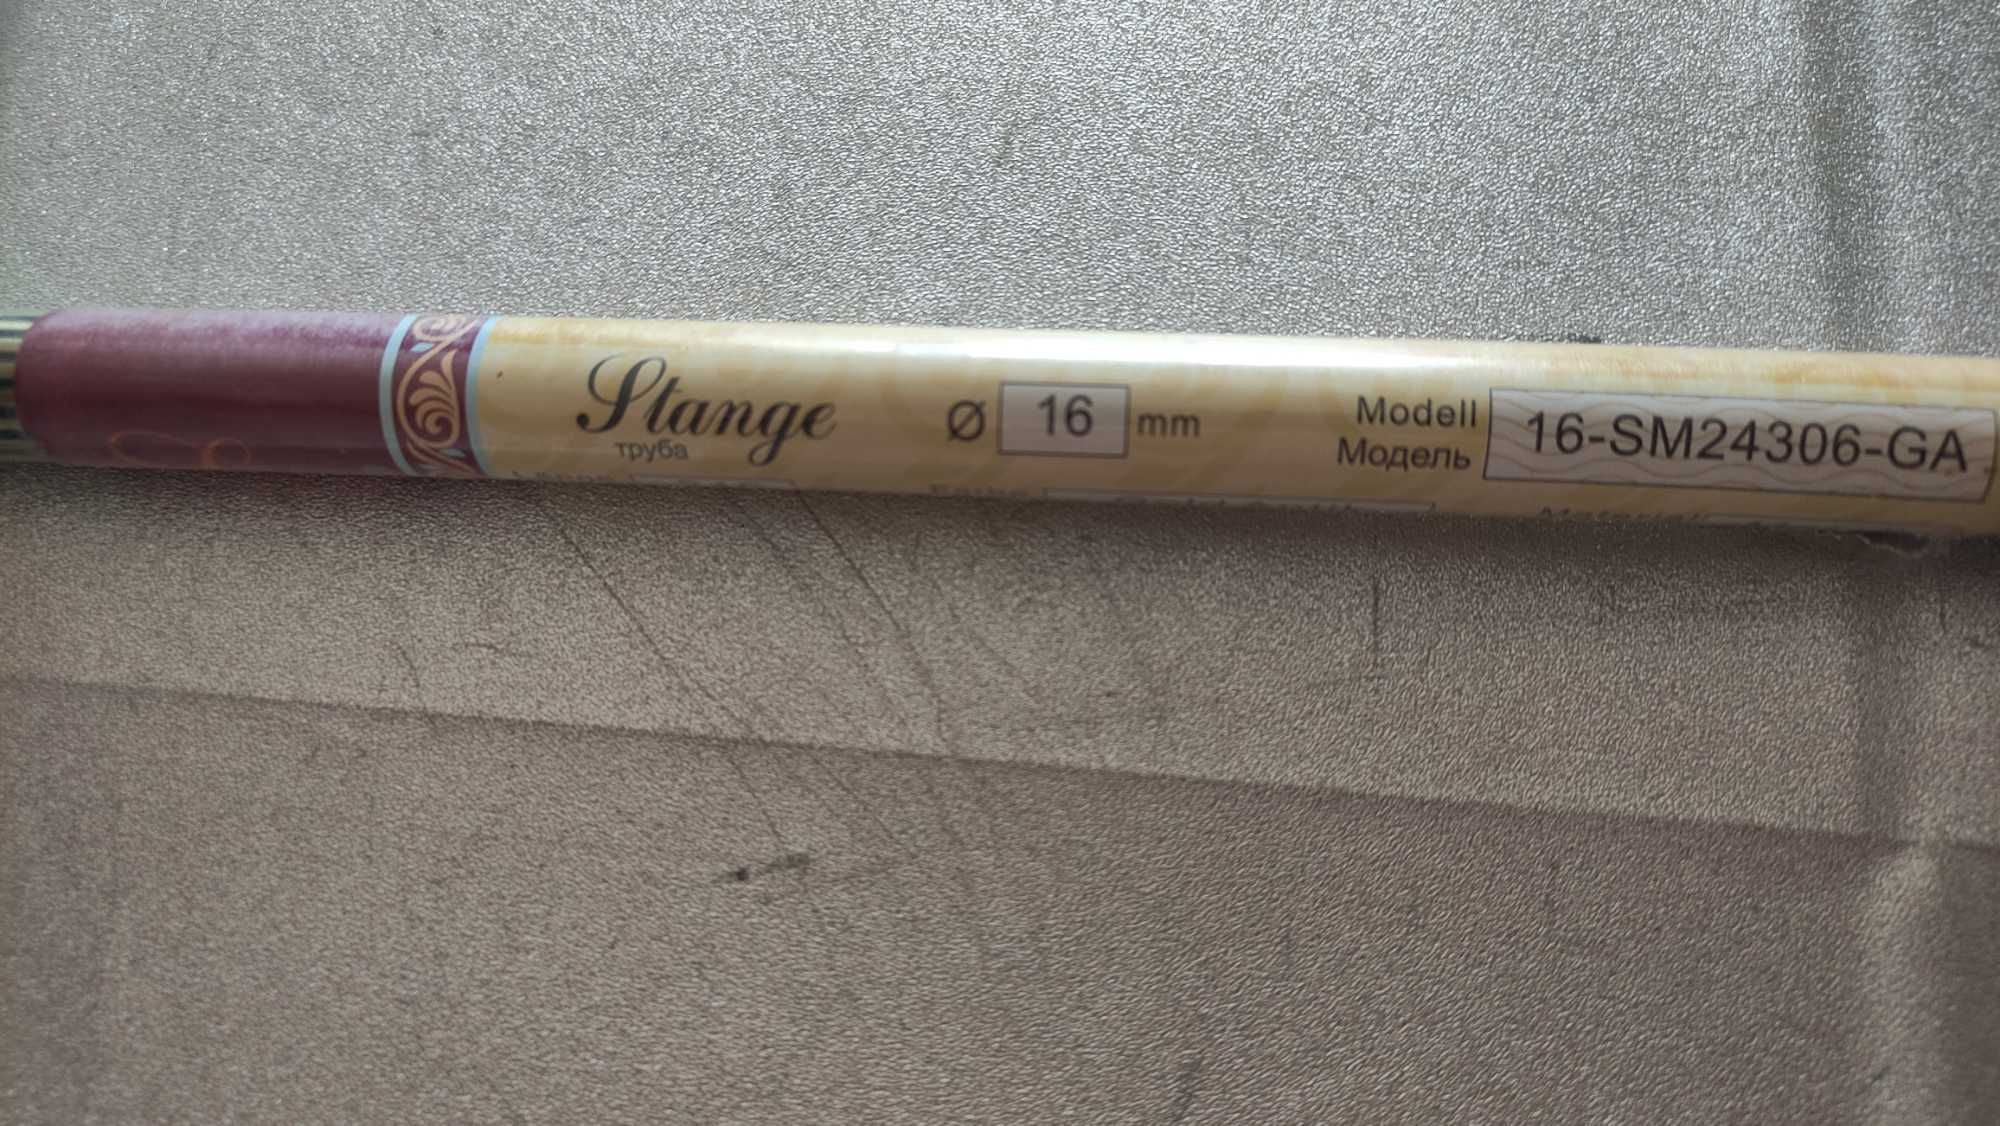 Stange
труба
Ø 16 mm
Modell
Модель
16-SM24306-GA